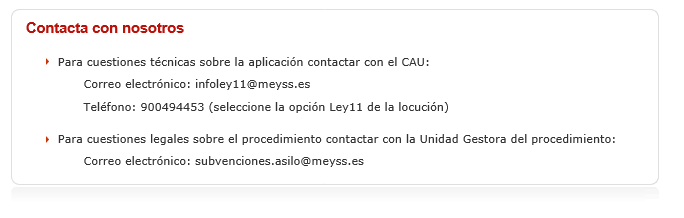 Contacta con nosotros
Para cuestiones técnicas sobre la aplicación contactar con el CAU:
Correo electrónico: infoley11@meyss.es
Teléfono: 900494453 (seleccione la opción Ley11 de la locución)
Para cuestiones legales sobre el procedimiento contactar con la Unidad Gestora del procedimiento:
Correo electrónico: subvenciones.asilo@meyss.es